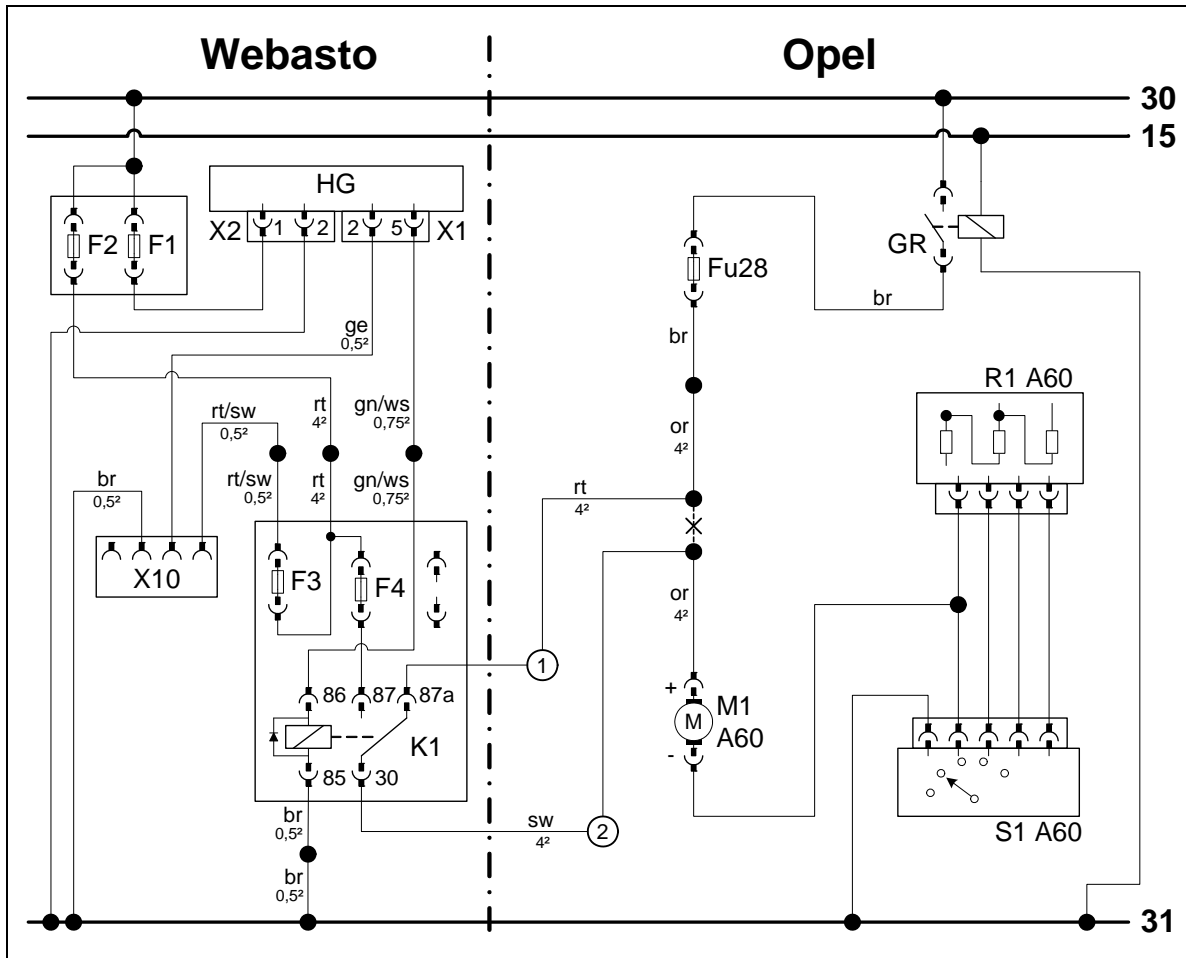 Webasto
Opel
30
15
HG
X2
1
2
2
5
X1
F2
F1
Fu28
GR
br
ge
0,5²
br
R1 A60
rt/sw
0,5²
rt
4²
gn/ws
0,75²
or
4²
br
0,5²
rt/sw
0,5²
rt
4²
gn/ws
0,75²
rt
4²
X10
F3
F4
or
4²
1
86
87
87a
+
M
M1
A60
-
K1
85
30
br
0,5²
sw
4²
2
S1 A60
br
0,5²
31